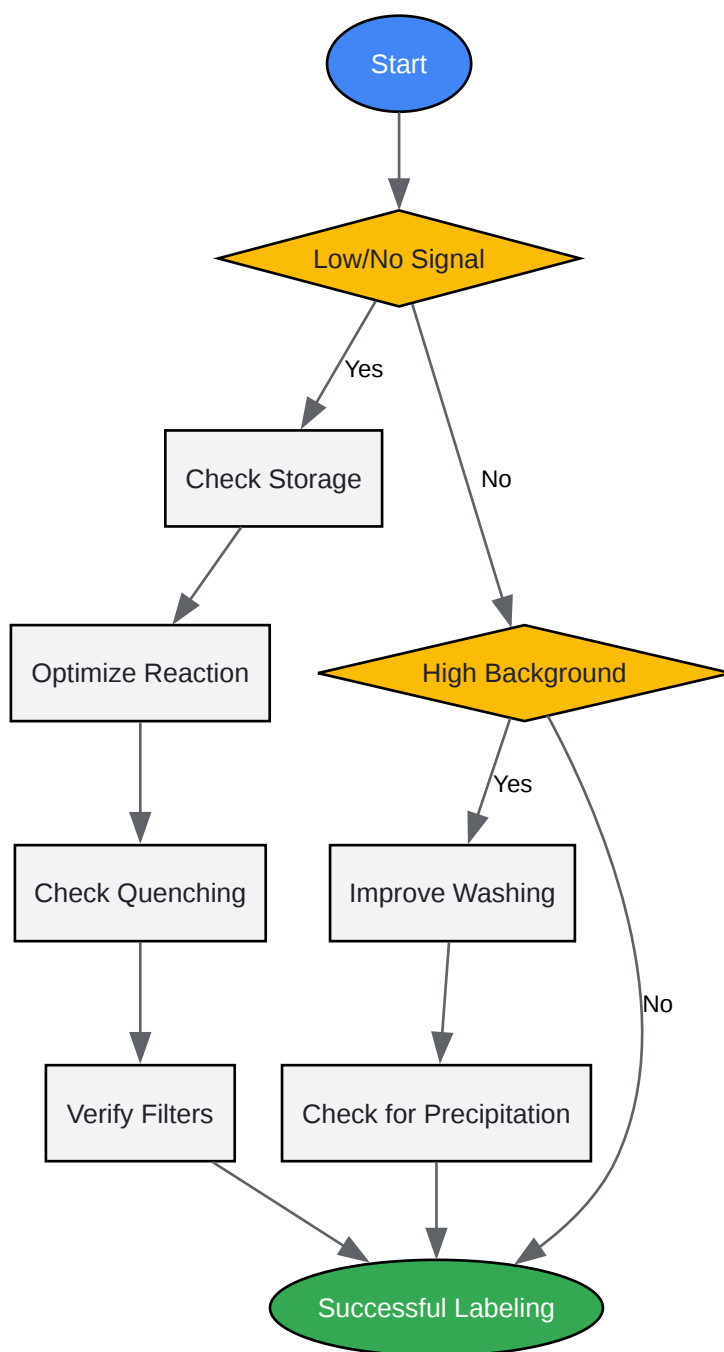 Start
Low/No Signal
Yes
Check Storage
No
Optimize Reaction
High Background
Yes
Check Quenching
Improve Washing
No
Verify Filters
Check for Precipitation
Successful Labeling